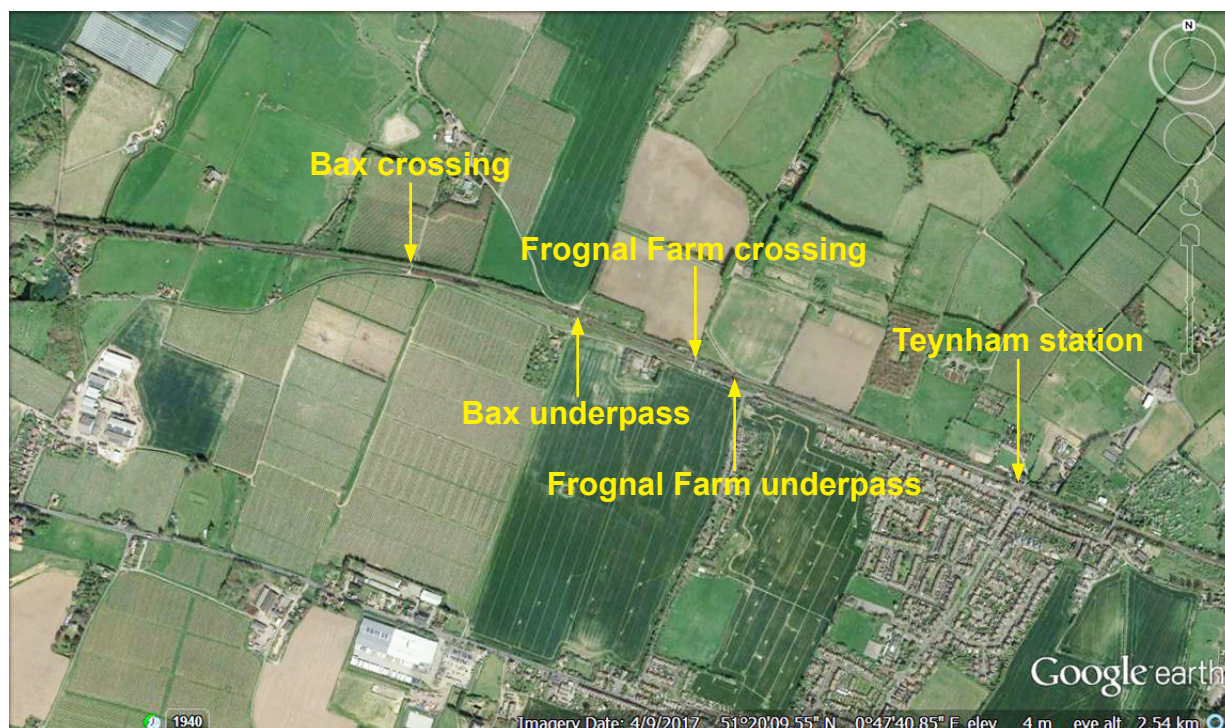 N
Bax crossing
Frognal Farm crossing
Teynham station
Bax underpass
Frognal Farm underpass
Google earth
1940
Imagery Date: 4/9/2017 51°20'09.55" N 0°47'40.85" E elev 4 m eye alt 2.54 km